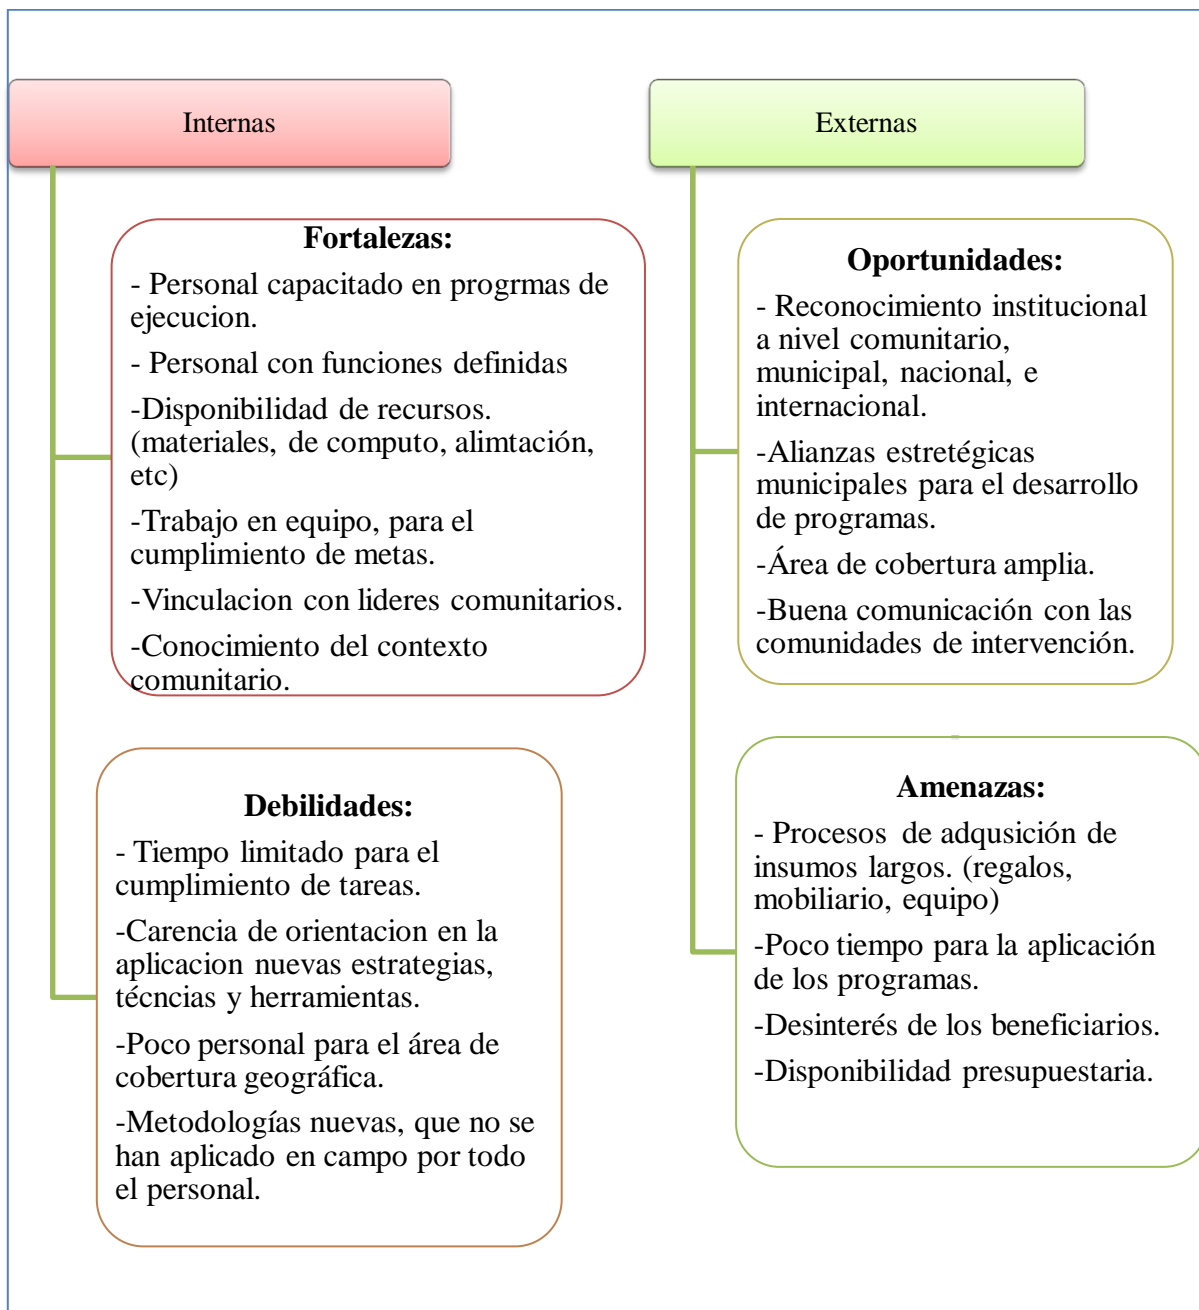 Internas
Fortalezas:
- Personal capacitado en progrmas de
ejecucion.
- Personal con funciones definidas
-Disponibilidad de recursos.
(materiales, de computo, alimtación,
etc)
-Trabajo en equipo, para el
cumplimiento de metas.
-Vinculacion con lideres comunitarios.
-Conocimiento del contexto
comunitario.
Debilidades:
- Tiempo limitado para el
cumplimiento de tareas.
-Carencia de orientacion en la
aplicacion nuevas estrategias,
técncias y herramientas.
-Poco personal para el área de
cobertura geográfica.
-Metodologías nuevas, que no se
han aplicado en campo por todo
el personal.
Externas
Oportunidades:
- Reconocimiento institucional
a nivel comunitario,
municipal, nacional, e
internacional.
-Alianzas estretégicas
municipales para el desarrollo
de programas.
-Área de cobertura amplia.
-Buena comunicación con las
comunidades de intervención.
Amenazas:
- Procesos de adqusición de
insumos largos. (regalos,
mobiliario, equipo)
-Poco tiempo para la aplicación
de los programas.
-Desinterés de los beneficiarios.
-Disponibilidad presupuestaria.